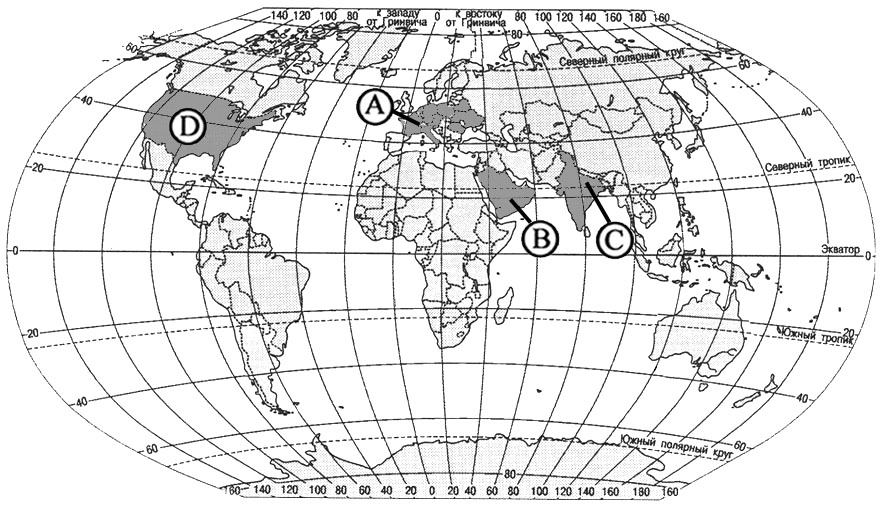 140 120 100 80 к западу от Гринвича 0 к врстоку от Гринвича 80 100 120 140 160 180 160
80
60
Северный полярный круг
60
40
A
D
40
Северный тропик
20
20
B
C
0
Экватор
0
20
20
Южный тропик
40
40
60
Южный полярный круг
60
80
160 140 120 100 80 60 40 20 0 20 40 60 80 100 120 140 160